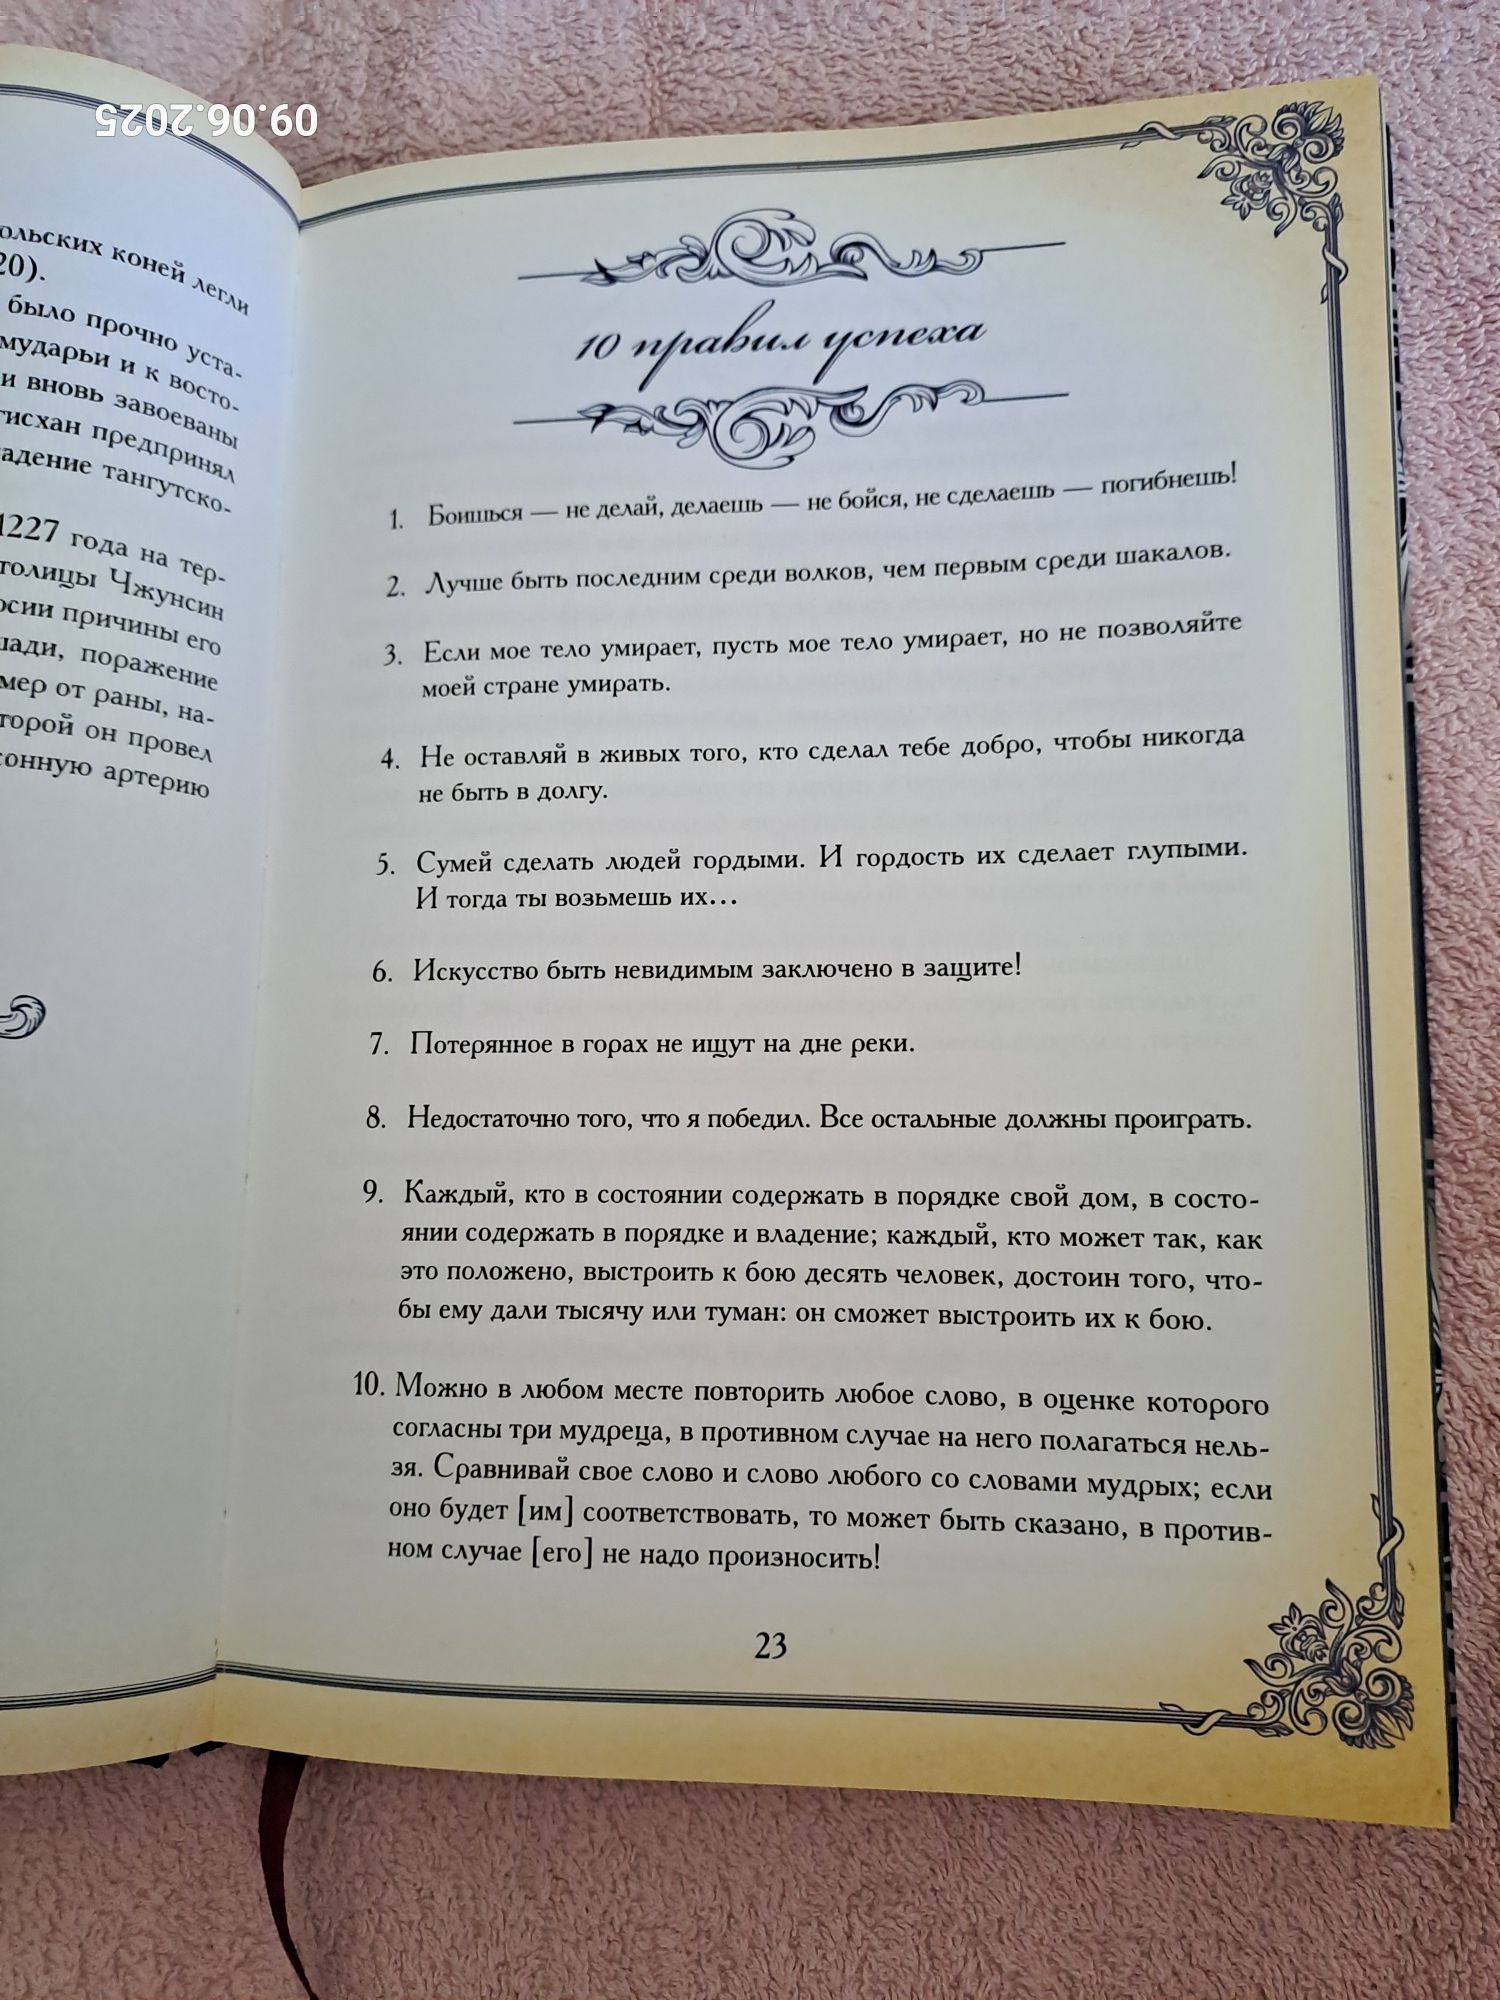 09.06.2025
ольских коней легли
20).
было прочно уста-
мударьи и к восто-
и вновь завоеваны
гисхан предпринял
адение тангутско-
1227 года на тер-
толицы Чжунсин
осии причины его
шади, поражение
мер от раны, на-
торой он провел
сонную артерию
10 правил успеха
1. Боишься — не делай, делаешь — не бойся, не сделаешь — погибнешь!
2. Лучше быть последним среди волков, чем первым среди шакалов.
3. Если мое тело умирает, пусть мое тело умирает, но не позволяйте
моей стране умирать.
4. Не оставляй в живых того, кто сделал тебе добро, чтобы никогда
не быть в долгу.
5. Сумей сделать людей гордыми. И гордость их сделает глупыми.
И тогда ты возьмешь их...
6. Искусство быть невидимым заключено в защите!
7. Потерянное в горах не ищут на дне реки.
8. Недостаточно того, что я победил. Все остальные должны проиграть.
9. Каждый, кто в состоянии содержать в порядке свой дом, в состо-
янии содержать в порядке и владение; каждый, кто может так, как
это положено, выстроить к бою десять человек, достоин того, что-
бы ему дали тысячу или туман: он сможет выстроить их к бою.
10. Можно в любом месте повторить любое слово, в оценке которого
согласны три мудреца, в противном случае на него полагаться нель-
зя. Сравнивай свое слово и слово любого со словами мудрых; если
оно будет [им] соответствовать, то может быть сказано, в против-
ном случае [его] не надо произносить!
23